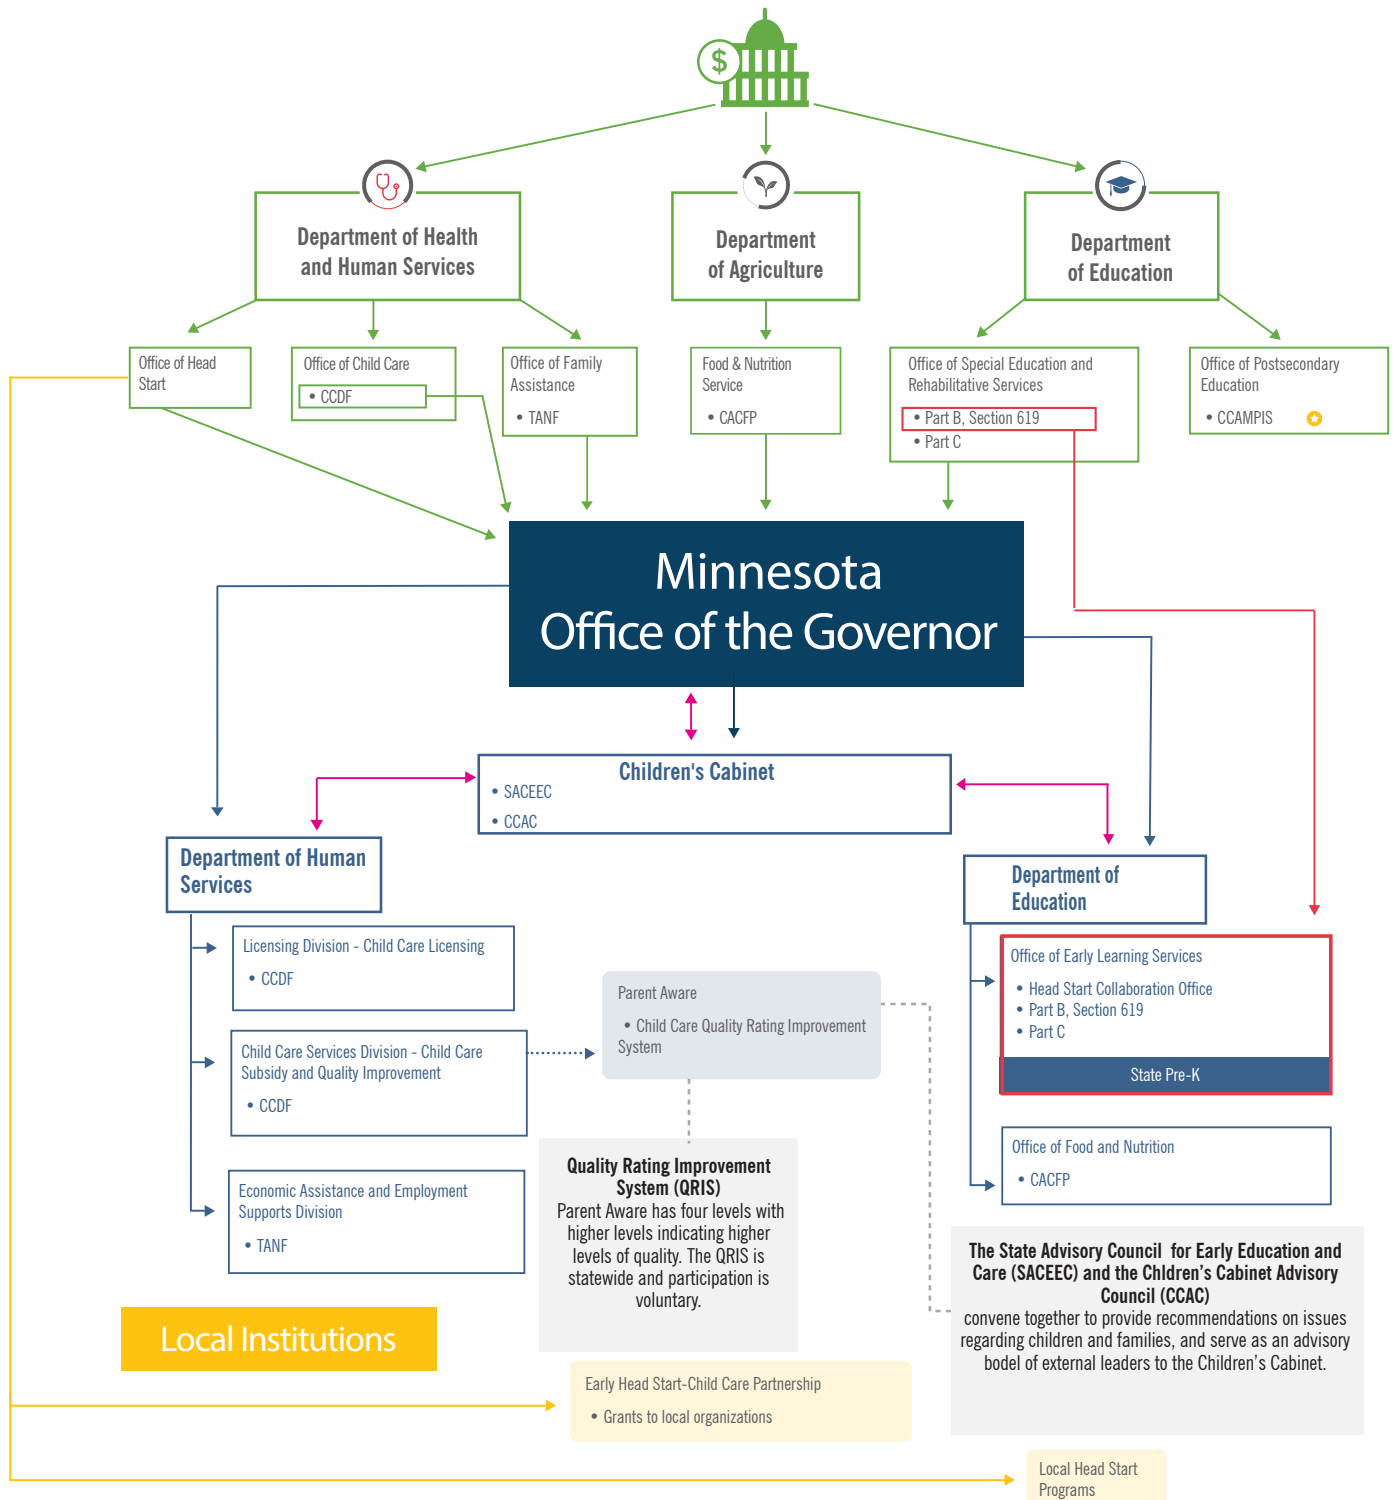 $
Department of Health
and Human Services
Department
of Agriculture
Department
of Education
Office of Head
Start
Office of Child Care
• CCDF
Office of Family
Assistance
• TANF
Food & Nutrition
Service
• CACFP
Office of Special Education and
Rehabilitative Services
• Part B, Section 619
• Part C
Office of Postsecondary
Education
• CCAMPIS
Minnesota
Office of the Governor
Children's Cabinet
• SACEEC
• CCAC
Department of Human
Services
Licensing Division - Child Care Licensing
• CCDF
Child Care Services Division - Child Care
Subsidy and Quality Improvement
• CCDF
Economic Assistance and Employment
Supports Division
• TANF
Parent Aware
• Child Care Quality Rating Improvement
System
Quality Rating Improvement
System (QRIS)
Parent Aware has four levels with
higher levels indicating higher
levels of quality. The QRIS is
statewide and participation is
voluntary.
Department of
Education
Office of Early Learning Services
• Head Start Collaboration Office
• Part B, Section 619
• Part C
State Pre-K
Office of Food and Nutrition
• CACFP
The State Advisory Council  for Early Education and
Care (SACEEC) and the Chldren’s Cabinet Advisory
Council (CCAC)
convene together to provide recommendations on issues
regarding children and families, and serve as an advisory
bodel of external leaders to the Children’s Cabinet.
Local Institutions
Early Head Start-Child Care Partnership
• Grants to local organizations
Local Head Start
Programs